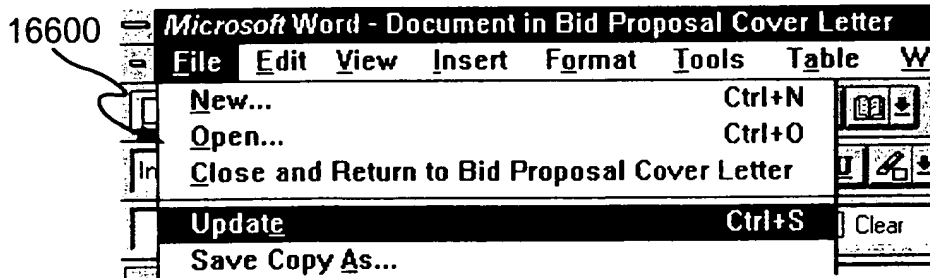 16600
Microsoft Word - Document in Bid Proposal Cover Letter
File Edit View Insert Format Tools Table W
New... Ctrl+N
Open... Ctrl+O
In Close and Return to Bid Proposal Cover Letter U
Update Ctrl+S Clear
Save Copy As...